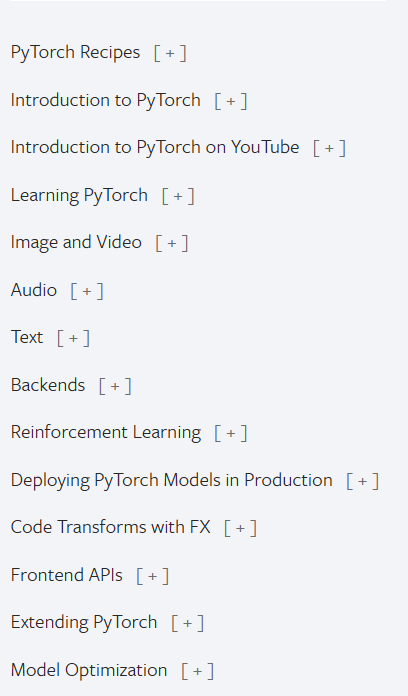 PyTorch Recipes [ + ]
Introduction to PyTorch [ + ]
Introduction to PyTorch on YouTube [ + ]
Learning PyTorch [ + ]
Image and Video [ + ]
Audio [ + ]
Text [ + ]
Backends [ + ]
Reinforcement Learning [ + ]
Deploying PyTorch Models in Production [ + ]
Code Transforms with FX [ + ]
Frontend APIs [ + ]
Extending PyTorch [ + ]
Model Optimization [ + ]